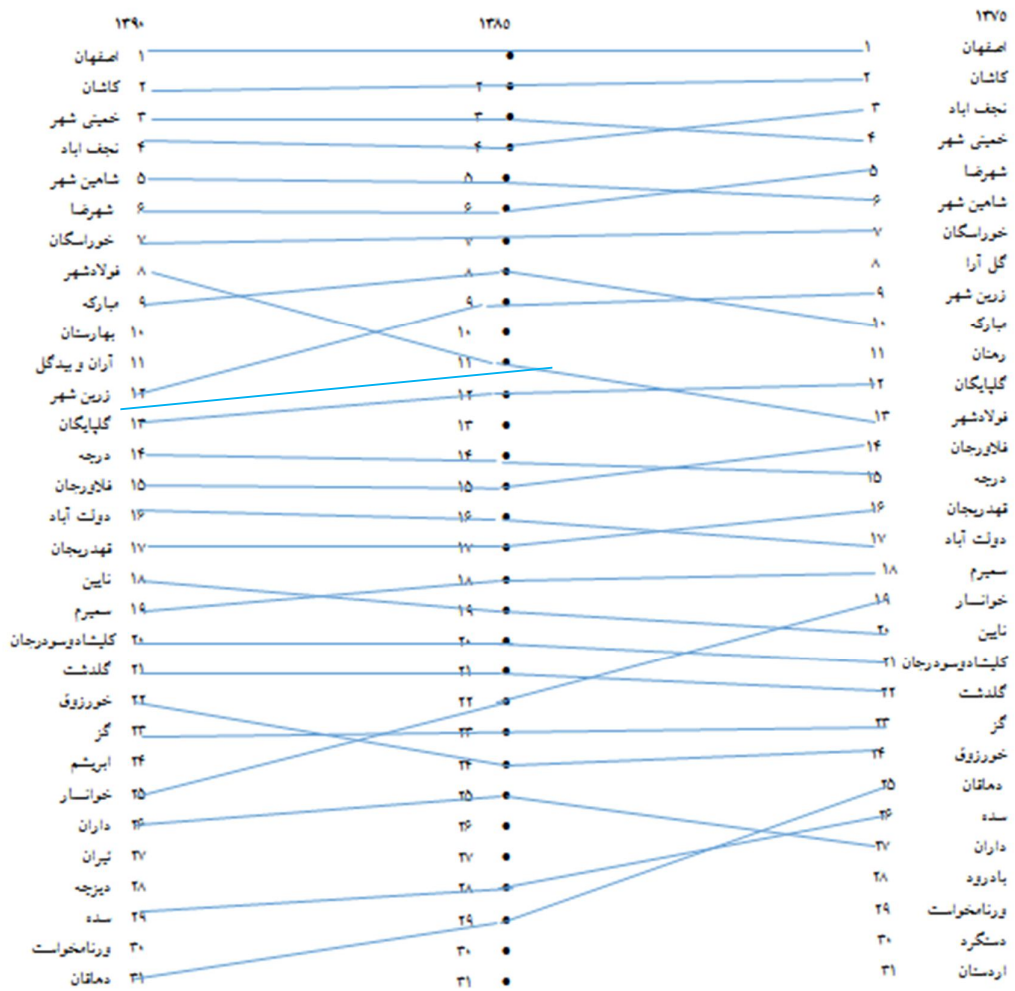 ۱۳۷۵ ۱۳۸۵ ۱۳۹۰
اصفهان ۱ ۱ اصفهان
کاشان ۲ ۲ ۲ کاشان
نجف اباد ۳ ۳ ۳ خمینی شهر
خمینی شهر ۴ ۴ ۴ نجف اباد
شهرضا ۵ ۵ ۵ شاهین شهر
شاهین شهر ۶ ۶ ۶ شهرضا
خوراسگان ۷ ۷ ۷ خوراسگان
گل آرا ۸ ۸ ۸ فولادشهر
زرین شهر ۹ ۹ ۹ مبارکه
مبارکه ۱۰ ۱۰ ۱۰ بهارستان
رهنان ۱۱ ۱۱ ۱۱ آران و بیدگل
گلپایگان ۱۲ ۱۲ ۱۲ زرین شهر
فولادشهر ۱۳ ۱۳ ۱۳ گلپایگان
فلاورجان ۱۴ ۱۴ ۱۴ درچه
درچه ۱۵ ۱۵ ۱۵ فلاورجان
قهدریجان ۱۶ ۱۶ ۱۶ دولت آباد
دولت آباد ۱۷ ۱۷ ۱۷ قهدریجان
سمیرم ۱۸ ۱۸ ۱۸ نایین
خوانسار ۱۹ ۱۹ ۱۹ سمیرم
نایین ۲۰ ۲۰ ۲۰ کلیشادوسودرجان
کلیشادوسودرجان ۲۱ ۲۱ ۲۱ گلدشت
گلدشت ۲۲ ۲۲ ۲۲ خورزوق
گز ۲۳ ۲۳ ۲۳ گز
خورزوق ۲۴ ۲۴ ۲۴ ابریشم
دهاقان ۲۵ ۲۵ ۲۵ خوانسار
سده ۲۶ ۲۶ ۲۶ داران
داران ۲۷ ۲۷ ۲۷ تیران
بادرود ۲۸ ۲۸ ۲۸ دیزچه
ورنامخواست ۲۹ ۲۹ ۲۹ سده
دستگرد ۳۰ ۳۰ ۳۰ ورنامخواست
اردستان ۳۱ ۳۱ ۳۱ دهاقان